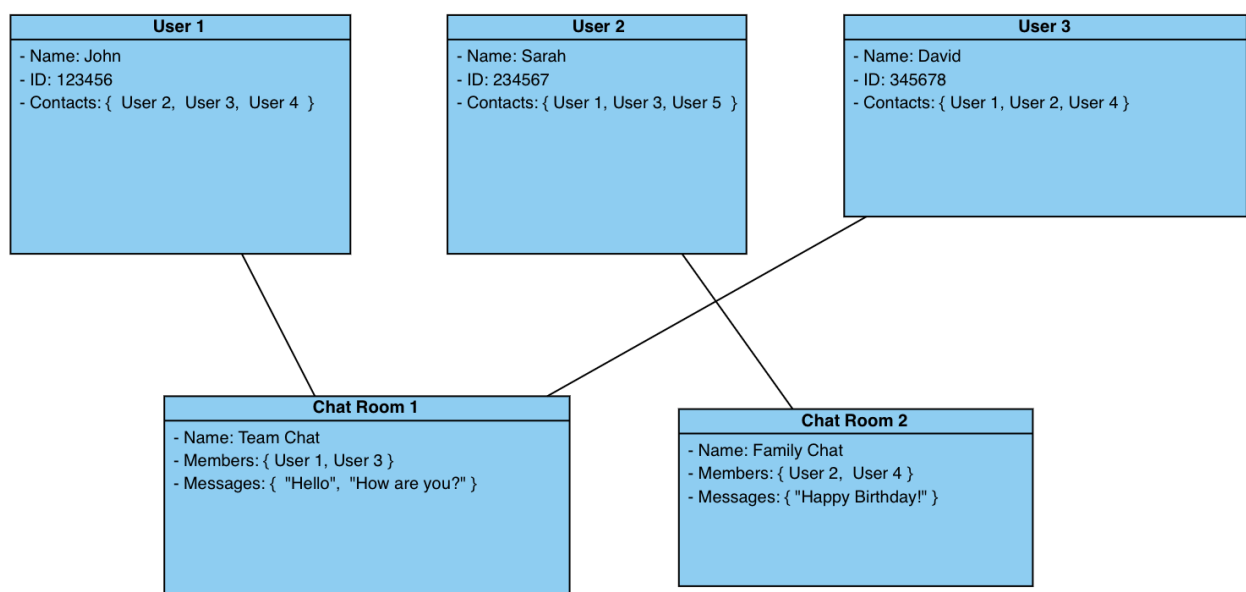 User 1
- Name: John
- ID: 123456
- Contacts: { User 2, User 3, User 4 }
User 2
- Name: Sarah
- ID: 234567
- Contacts: { User 1, User 3, User 5 }
User 3
- Name: David
- ID: 345678
- Contacts: { User 1, User 2, User 4 }
Chat Room 1
- Name: Team Chat
- Members: { User 1, User 3 }
- Messages: { "Hello", "How are you?" }
Chat Room 2
- Name: Family Chat
- Members: { User 2, User 4 }
- Messages: { "Happy Birthday!" }